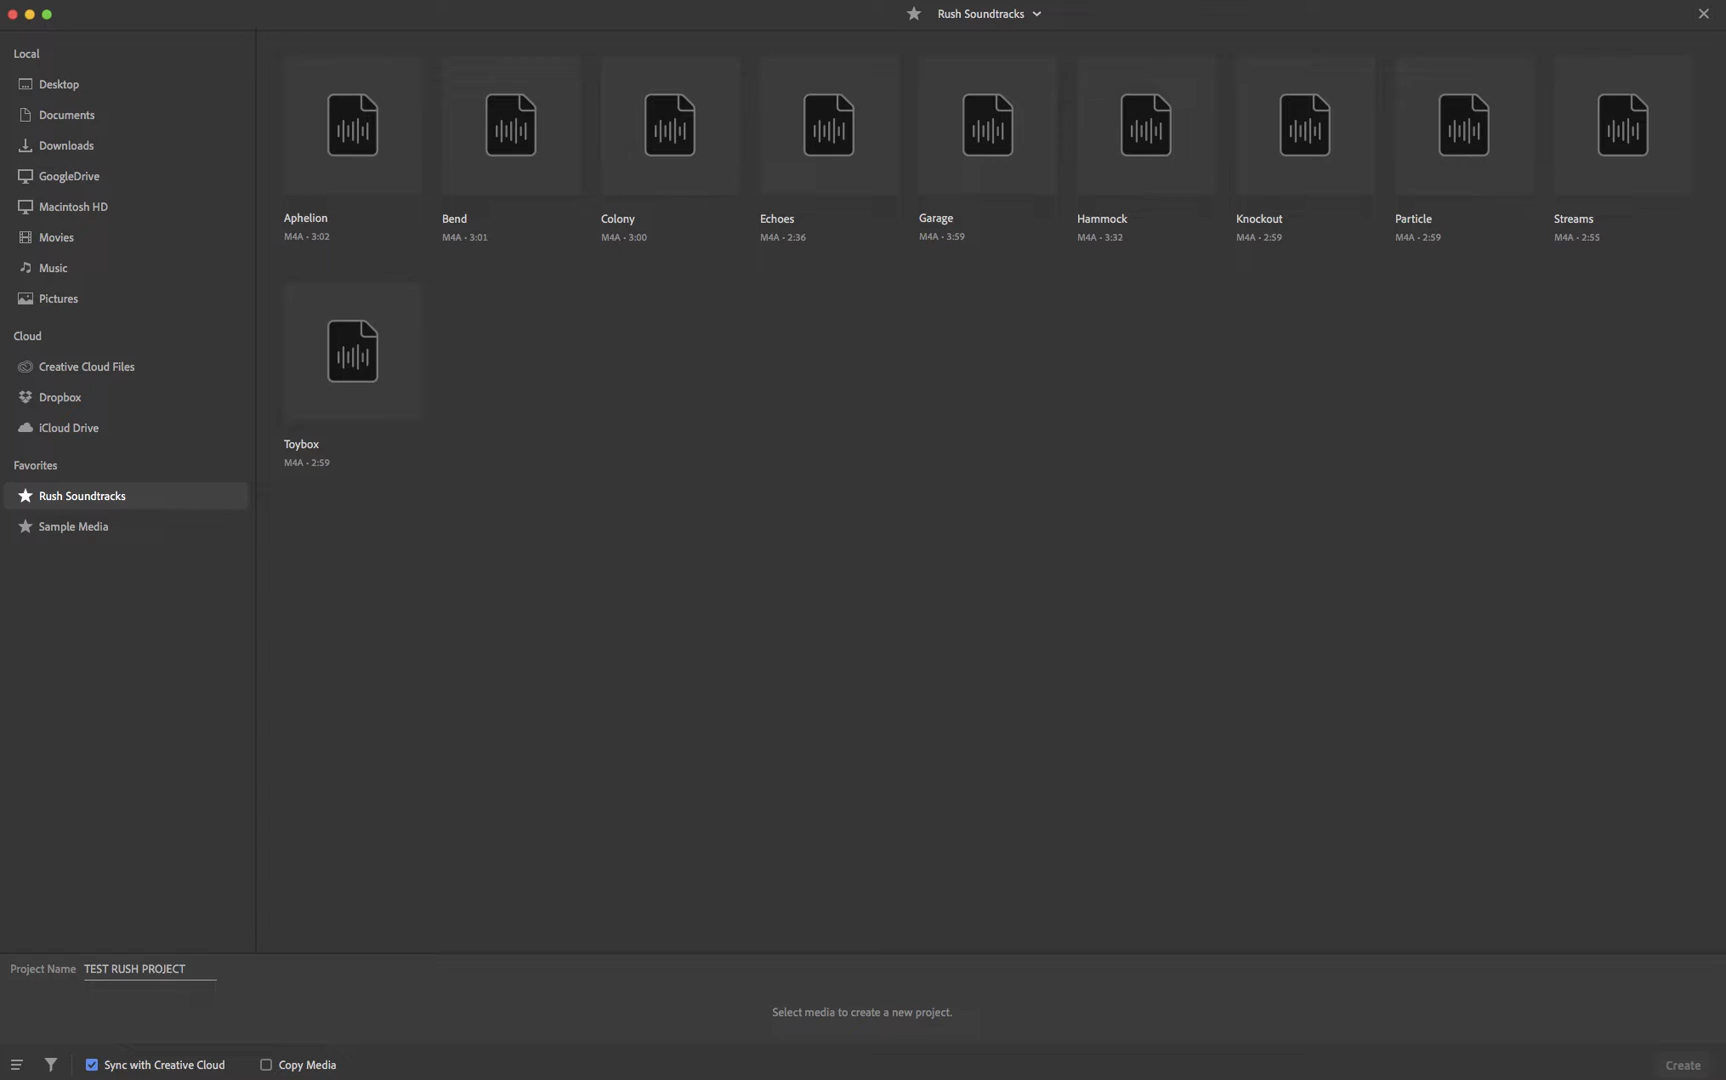 Rush Soundtracks
Local
Desktop
Documents
Downloads
GoogleDrive
Macintosh HD
Movies
Music
Pictures
Cloud
Creative Cloud Files
Dropbox
iCloud Drive
Favorites
Rush Soundtracks
Sample Media
Aphelion
M4A • 3:02
Bend
M4A • 3:01
Colony
M4A • 3:00
Echoes
M4A • 2:36
Garage
M4A • 3:59
Hammock
M4A • 3:32
Knockout
M4A • 2:59
Particle
M4A • 2:59
Streams
M4A • 2:55
Toybox
M4A • 2:59
Project Name TEST RUSH PROJECT
Select media to create a new project.
Sync with Creative Cloud
Copy Media
Create